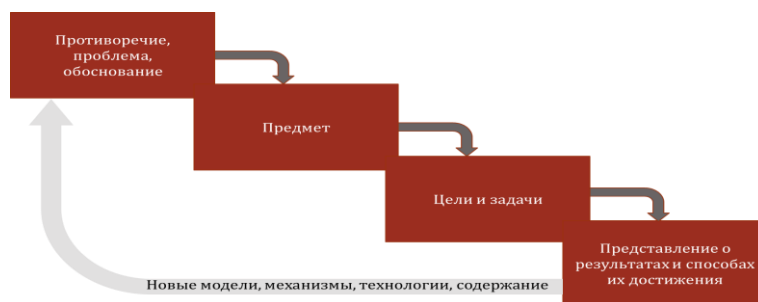 Противоречие,
проблема,
обоснование
Предмет
Цели и задачи
Представление о
результатах и способах
их достижения
Новые модели, механизмы, технологии, содержание